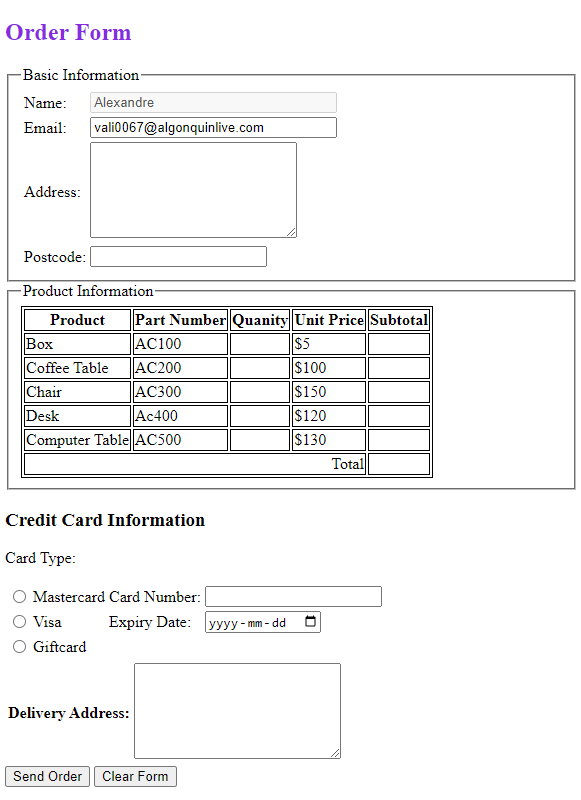 Order Form
Basic Information
Name: Alexandre
Email: vali0067@algonquinlive.com
Address:
Postcode:
Product Information
Product Part Number Quanity Unit Price Subtotal
Box AC100 $5
Coffee Table AC200 $100
Chair AC300 $150
Desk Ac400 $120
Computer Table AC500 $130
Total
Credit Card Information
Card Type:
Mastercard Card Number:
Visa Expiry Date: yyyy-mm-dd
Giftcard
Delivery Address:
Send Order Clear Form